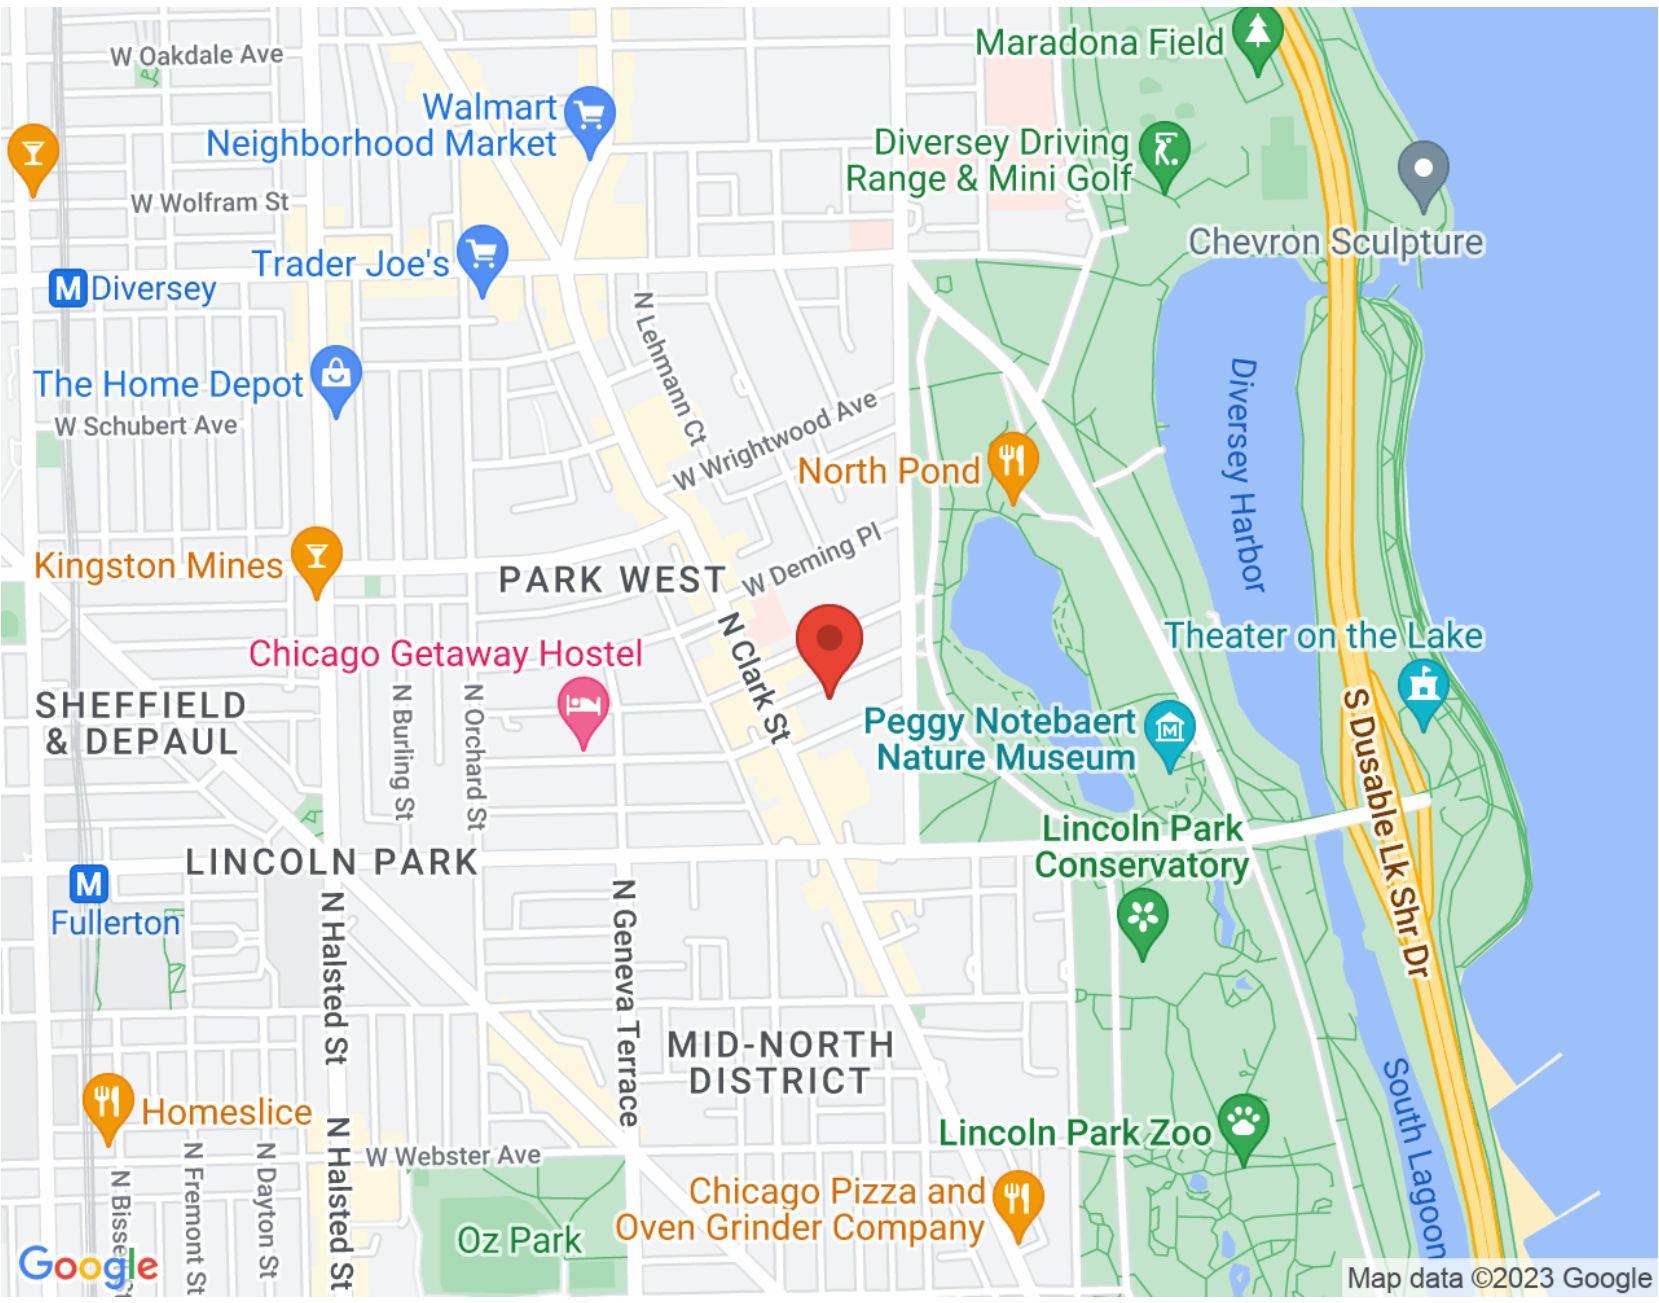 W Oakdale Ave
Maradona Field
Walmart
Neighborhood Market
Diversey Driving
Range & Mini Golf
W Wolfram St
Chevron Sculpture
Trader Joe's
M Diversey
N Lehmann Ct
The Home Depot
W Schubert Ave
W Wrightwood Ave
Diversey Harbor
North Pond
Kingston Mines
PARK WEST
W Deming Pl
N Clark St
Theater on the Lake
Chicago Getaway Hostel
SHEFFIELD
& DEPAUL
N Burling St
N Orchard St
Peggy Notebaert
Nature Museum
M
S Dusable Lk Shr Dr
Lincoln Park
Conservatory
LINCOLN PARK
M
Fullerton
N Halsted St
N Geneva Terrace
MID-NORTH
DISTRICT
South Lagoon
Homeslice
Lincoln Park Zoo
N Halsted St
W Webster Ave
N Fremont St
N Dayton St
Chicago Pizza and
Oven Grinder Company
Oz Park
Google
Map data ©2023 Google